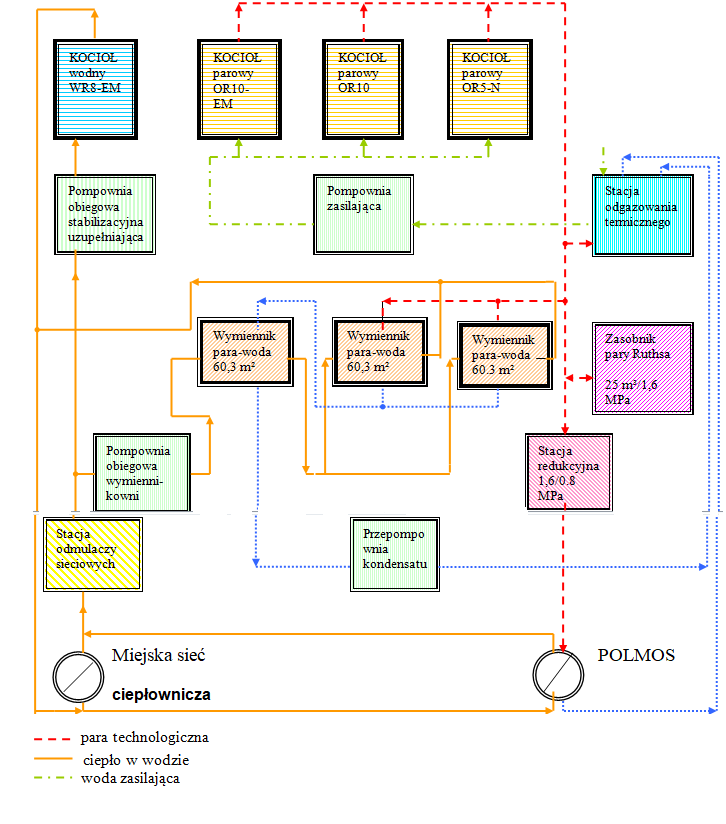 KOCIOŁ
wodny
WR8-EM
KOCIOŁ
parowy
OR10-
EM
KOCIOŁ
parowy
OR10
KOCIOŁ
parowy
OR5-N
Pompownia
obiegowa
stabilizacyjna
uzupełniająca
Pompownia
zasilająca
Stacja
odgazowania
termicznego
Wymiennik
para-woda
60,3 m²
Wymiennik
para-woda
60,3 m²
Wymiennik
para-woda
60.3 m²
Zasobnik
pary Ruthsa
25 m³/1,6
MPa
Pompownia
obiegowa
wymienni-
kowni
Stacja
redukcyjna
1,6/0.8
MPa
Stacja
odmulaczy
sieciowych
Przepompo
wnia
kondensatu
Miejska sieć
ciepłownicza
POLMOS
para technologiczna
ciepło w wodzie
woda zasilająca